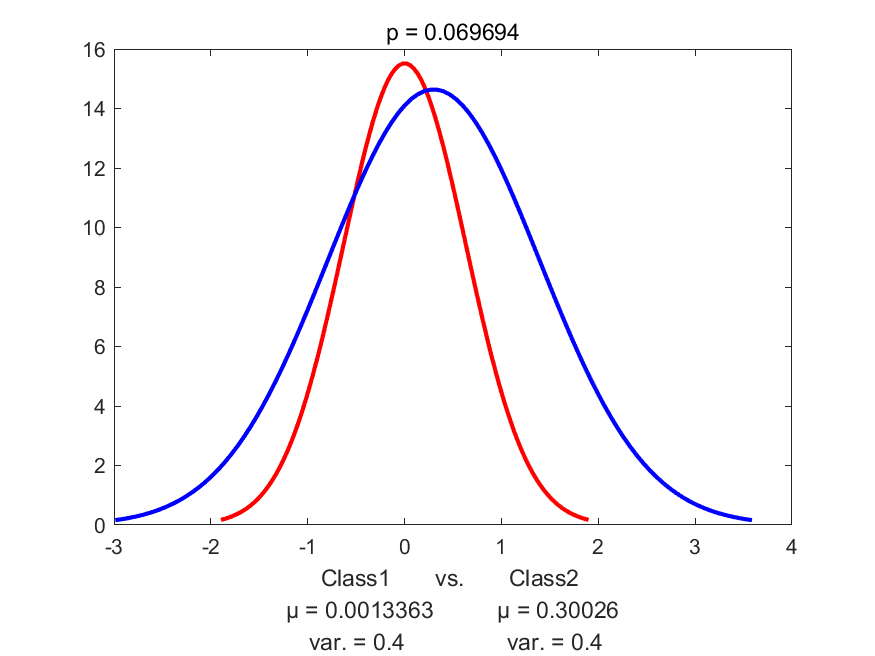 p = 0.069694
16
14
12
10
8
6
4
2
0
-3 -2 -1 0 1 2 3 4
Class1 vs. Class2
μ = 0.0013363 μ = 0.30026
var. = 0.4 var. = 0.4